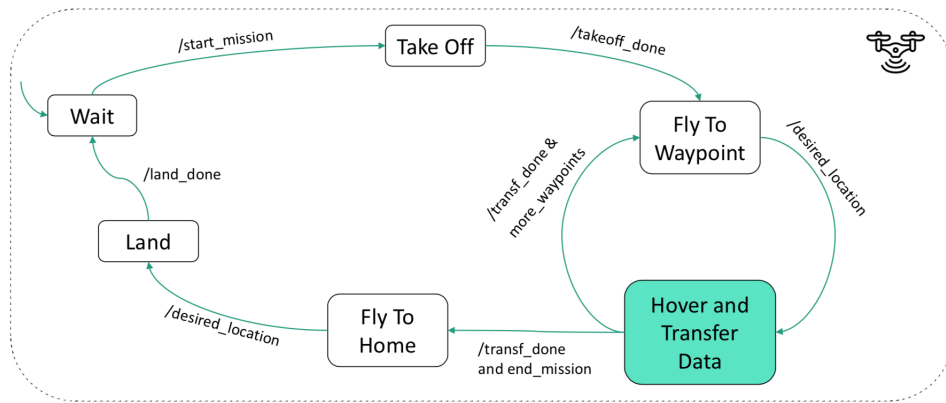 /start_mission
Take Off
/takeoff_done
Wait
Fly To
Waypoint
/desired_location
/transf_done &
more_waypoints
/land_done
Land
/desired_location
Fly To
Home
/transf_done
and end_mission
Hover and
Transfer
Data